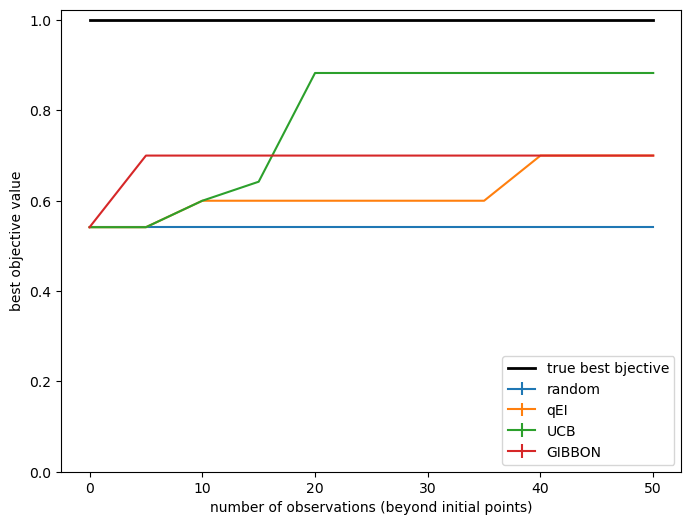 1.0
0.8
0.6
0.4
0.2
0.0
best objective value
true best bjective
random
qEI
UCB
GIBBON
0
10
20
30
40
50
number of observations (beyond initial points)